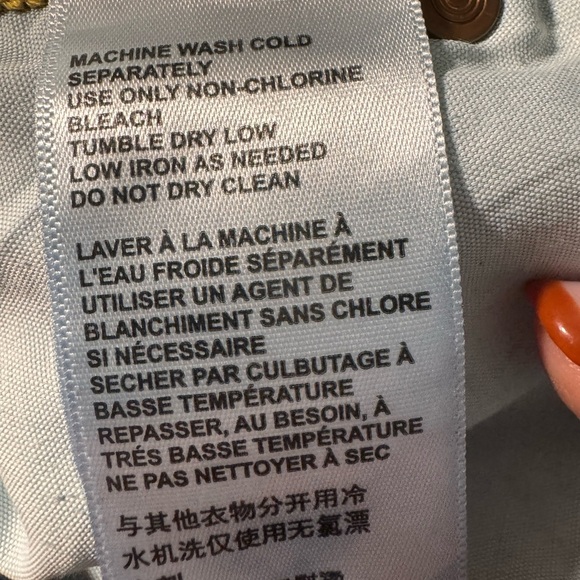 MACHINE WASH COLD
SEPARATELY
USE ONLY NON-CHLORINE
BLEACH
TUMBLE DRY LOW
LOW IRON AS NEEDED
DO NOT DRY CLEAN
LAVER À LA MACHINE À
L'EAU FROIDE SÉPARÉMENT
UTILISER UN AGENT DE
BLANCHIMENT SANS CHLORE
SI NÉCESSAIRE
SECHER PAR CULBUTAGE À
BASSE TEMPÉRATURE
REPASSER, AU BESOIN, À
TRÉS BASSE TEMPÉRATURE
NE PAS NETTOYER À SEC
与其他衣物分开用冷
水机洗仅使用无氯漂